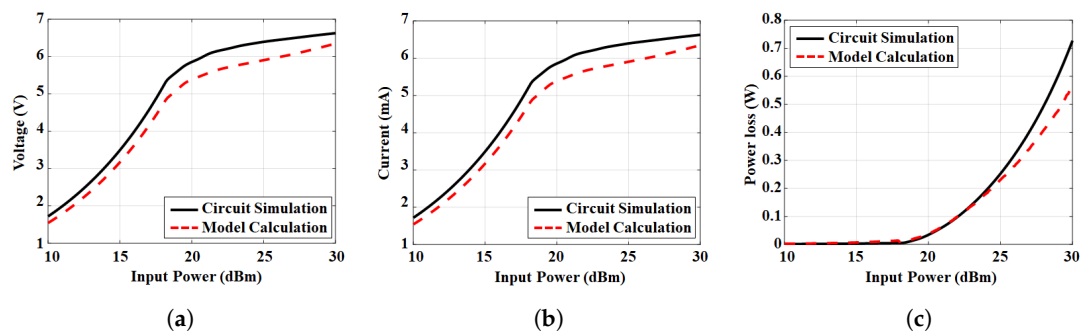 7
6
5
4
3
2
1
Voltage (V)
10 15 20 25 30
Input Power (dBm)
Circuit Simulation
Model Calculation
(a)
7
6
5
4
3
2
1
Current (mA)
10 15 20 25 30
Input Power (dBm)
Circuit Simulation
Model Calculation
(b)
0.8
0.7
0.6
0.5
0.4
0.3
0.2
0.1
0
Power loss (W)
10 15 20 25 30
Input Power (dBm)
Circuit Simulation
Model Calculation
(c)